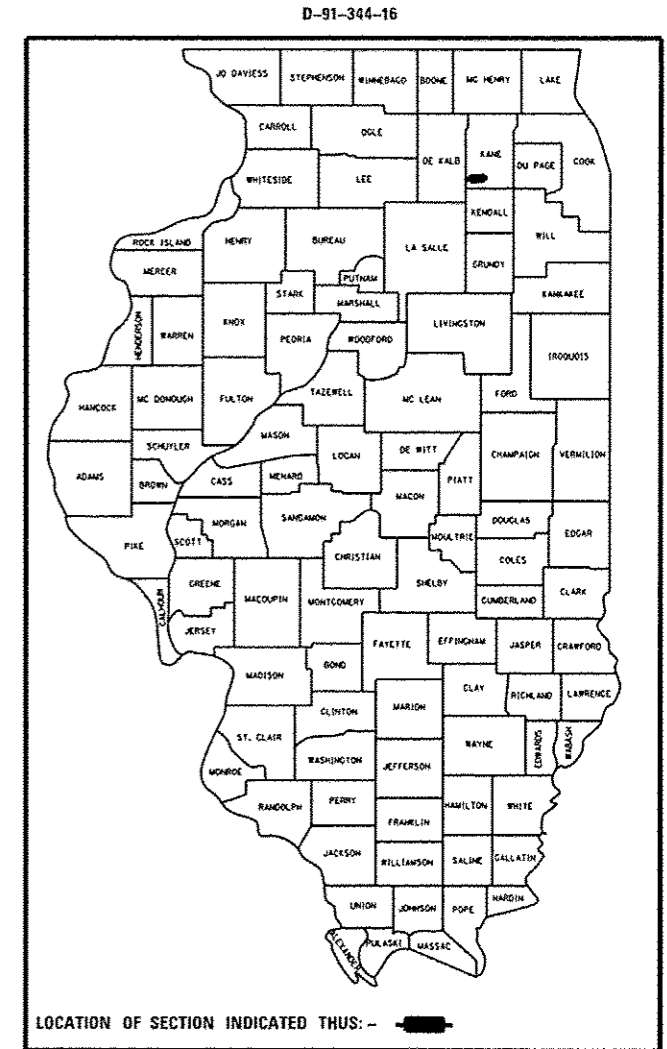 D-91-344-16
JO DAVIESS STEPHENSON WINNEBAGO BOONE MC HENRY LAKE
CARROLL OGLE DE KALB KANE DU PAGE COOK
WHITESIDE LEE
KENDALL WILL
ROCK ISLAND HENRY BUREAU LA SALLE GRUNDY
MERCER PUTNAM
STARK MARSHALL KANKAKEE
HENDERSON WARREN KNOX PEORIA WOODFORD LIVINGSTON IROQUOIS
HANCOCK MC DONOUGH FULTON TAZEWELL MC LEAN FORD
SCHUYLER MASON LOGAN DE WITT CHAMPAIGN VERMILION
ADAMS BROWN CASS MENARD MACON PIATT
PIKE SCOTT MORGAN SANGAMON CHRISTIAN MOULTRIE DOUGLAS EDGAR
COLES
CALHOUN GREENE MACOUPIN MONTGOMERY SHELBY CUMBERLAND CLARK
JERSEY
MADISON BOND FAYETTE EFFINGHAM JASPER CRAWFORD
CLAY RICHLAND LAWRENCE
CLINTON MARION
ST. CLAIR WAYNE EDWARDS WABASH
MONROE WASHINGTON JEFFERSON
RANDOLPH PERRY HAMILTON WHITE
FRANKLIN
JACKSON WILLIAMSON SALINE GALLATIN
UNION JOHNSON POPE HARDIN
ALEXANDER PULASKI MASSAC
LOCATION OF SECTION INDICATED THUS: -